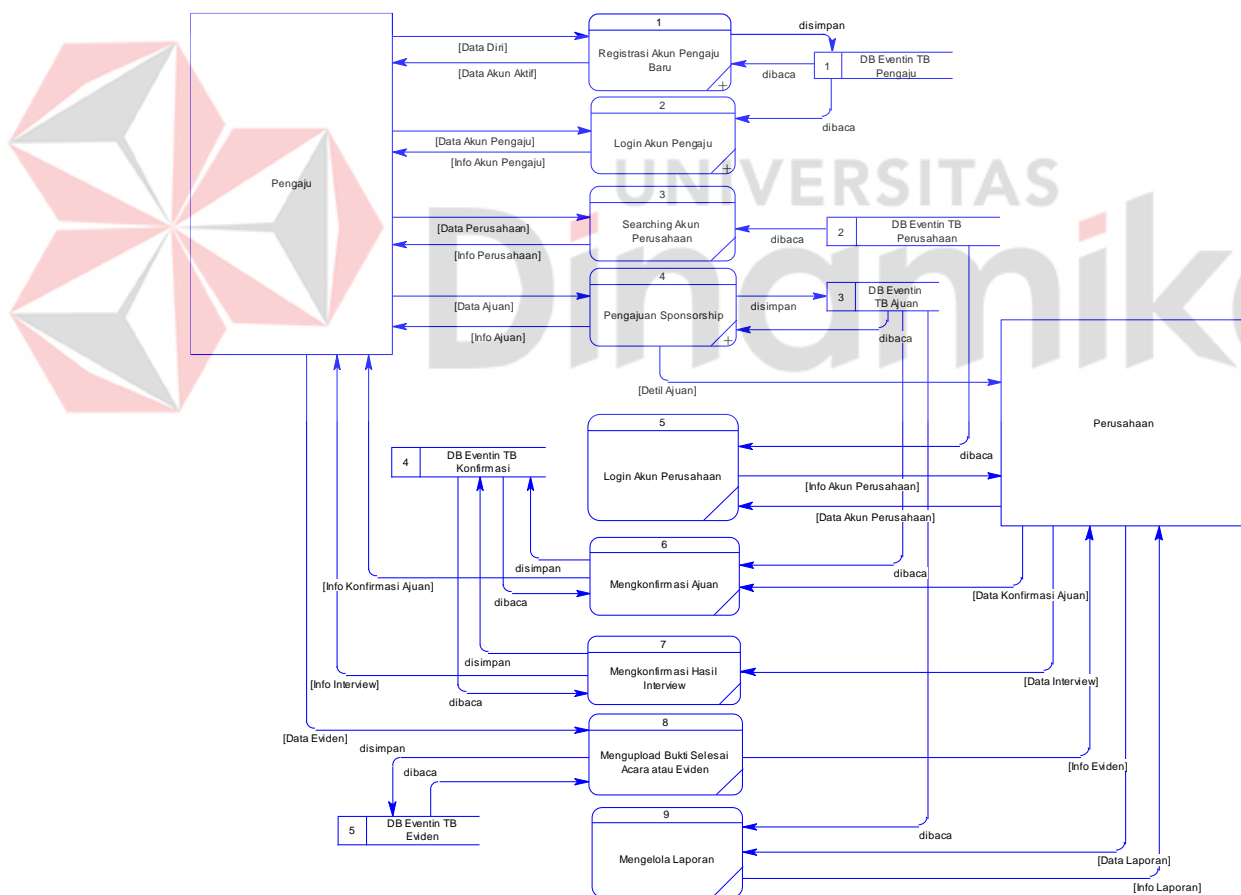 1
Registrasi Akun Pengaju
Baru
disimpan
[Data Diri]
[Data Akun Aktif]
dibaca
1
DB Eventin TB
Pengaju
2
Login Akun Pengaju
dibaca
[Data Akun Pengaju]
[Info Akun Pengaju]
Pengaju
UNIVERSITAS
Dinamika
3
Searching Akun
Perusahaan
[Data Perusahaan]
[Info Perusahaan]
dibaca
2
DB Eventin TB
Perusahaan
4
Pengajuan Sponsorship
[Data Ajuan]
[Info Ajuan]
disimpan
3
DB Eventin
TB Ajuan
dibaca
[Detil Ajuan]
Perusahaan
5
Login Akun Perusahaan
dibaca
[Info Akun Perusahaan]
[Data Akun Perusahaan]
4
DB Eventin TB
Konfirmasi
6
Mengkonfirmasi Ajuan
disimpan
[Info Konfirmasi Ajuan]
dibaca
dibaca
[Data Konfirmasi Ajuan]
7
Mengkonfirmasi Hasil
Interview
disimpan
[Info Interview]
dibaca
[Data Interview]
8
Mengupload Bukti Selesai
Acara atau Eviden
[Data Eviden]
disimpan
dibaca
[Info Eviden]
5
DB Eventin TB
Eviden
9
Mengelola Laporan
dibaca
[Data Laporan]
[Info Laporan]